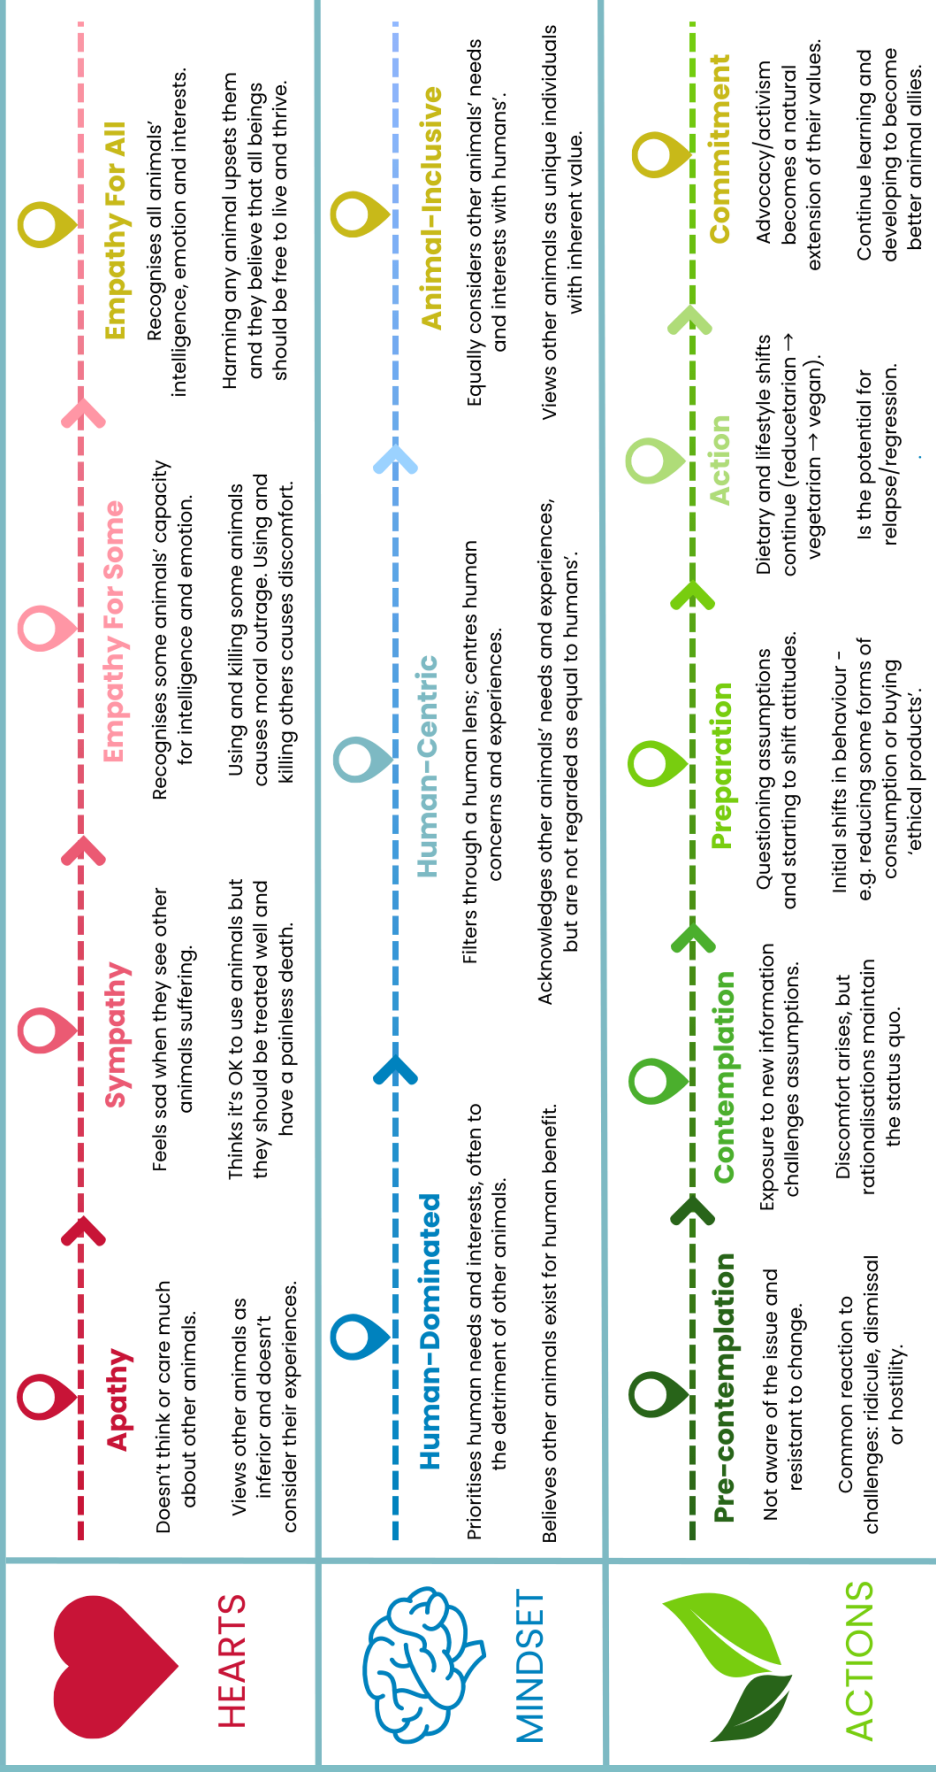 HEARTS
Apathy
Doesn't think or care much
about other animals.
Views other animals as
inferior and doesn't
consider their experiences.
Sympathy
Feels sad when they see other
animals suffering.
Thinks it's OK to use animals but
they should be treated well and
have a painless death.
Empathy For Some
Recognises some animals' capacity
for intelligence and emotion.
Using and killing some animals
causes moral outrage. Using and
killing others causes discomfort.
Empathy For All
Recognises all animals'
intelligence, emotion and interests.
Harming any animal upsets them
and they believe that all beings
should be free to live and thrive.
MINDSET
Human-Dominated
Prioritises human needs and interests, often to
the detriment of other animals.
Believes other animals exist for human benefit.
Human-Centric
Filters through a human lens; centres human
concerns and experiences.
Acknowledges other animals' needs and experiences,
but are not regarded as equal to humans'.
Animal-Inclusive
Equally considers other animals' needs
and interests with humans'.
Views other animals as unique individuals
with inherent value.
ACTIONS
Pre-contemplation
Not aware of the issue and
resistant to change.
Common reaction to
challenges: ridicule, dismissal
or hostility.
Contemplation
Exposure to new information
challenges assumptions.
Discomfort arises, but
rationalisations maintain
the status quo.
Preparation
Questioning assumptions
and starting to shift attitudes.
Initial shifts in behaviour –
e.g. reducing some forms of
consumption or buying
'ethical products'.
Action
Dietary and lifestyle shifts
continue (reducetarian →
vegetarian → vegan).
Is the potential for
relapse/regression.
Commitment
Advocacy/activism
becomes a natural
extension of their values.
Continue learning and
developing to become
better animal allies.